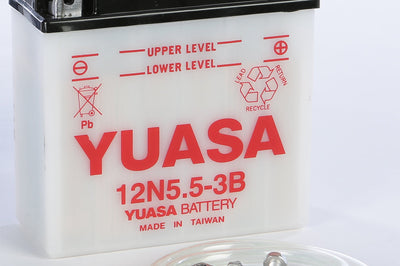 UPPER LEVEL
LOWER LEVEL
LEAD RETURN
RECYCLE
Pb
YUASA
12N5.5-3B
YUASA BATTERY
MADE IN TAIWAN